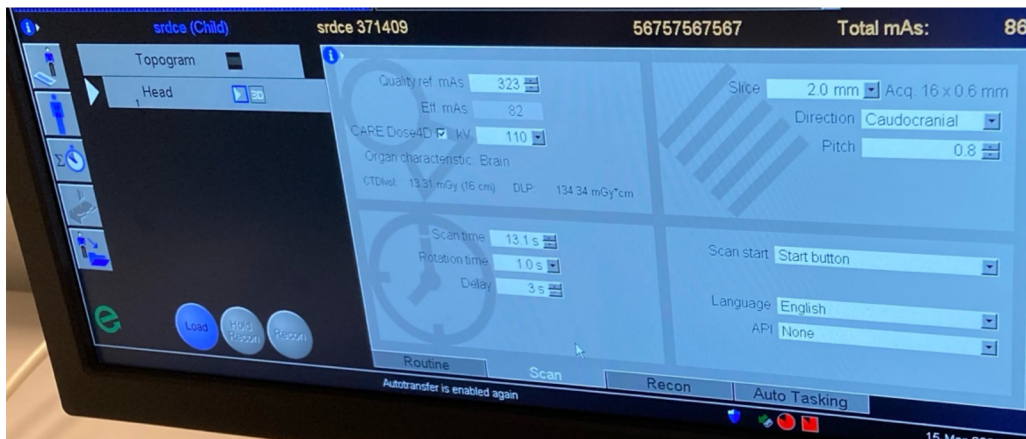 srdce (Child) srdce 371409 56757567567 Total mAs: 86
Topogram
Head
1
3D
Quality ref. mAs 323
Eff. mAs 82
CARE Dose4D kV 110
Organ characteristic: Brain
CTDIvol: 13.31 mGy (16 cm) DLP: 134.34 mGy*cm
Slice 2.0 mm Acq. 16 x 0.6 mm
Direction Caudocranial
Pitch 0.8
Scan time 13.1 s
Rotation time 1.0 s
Delay 3 s
Scan start Start button
Language English
API None
Load
Hold
Recon
Recon
Routine
Scan
Recon
Auto Tasking
Autotransfer is enabled again
15 Mar